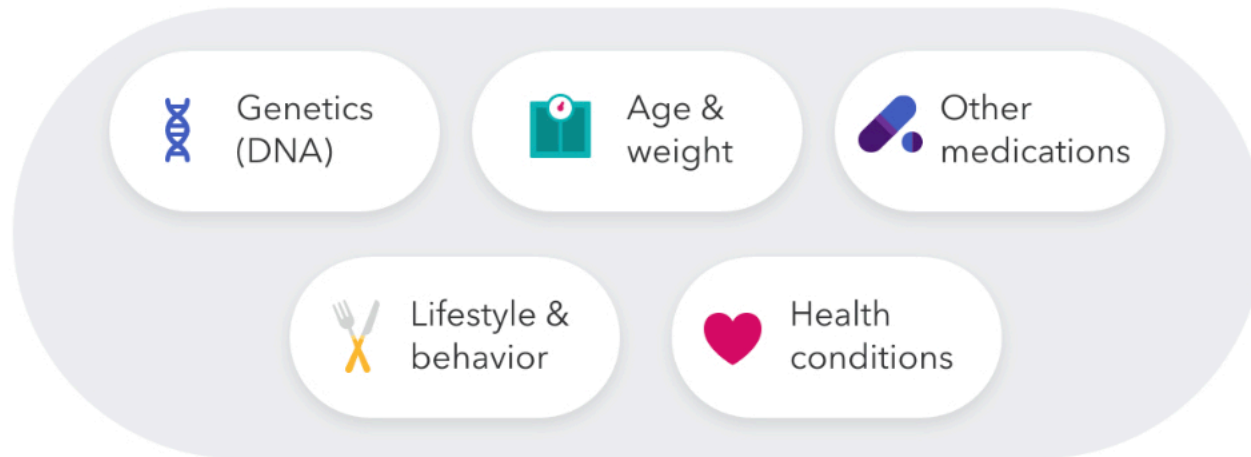 Genetics
(DNA)
Age &
weight
Other
medications
Lifestyle &
behavior
Health
conditions